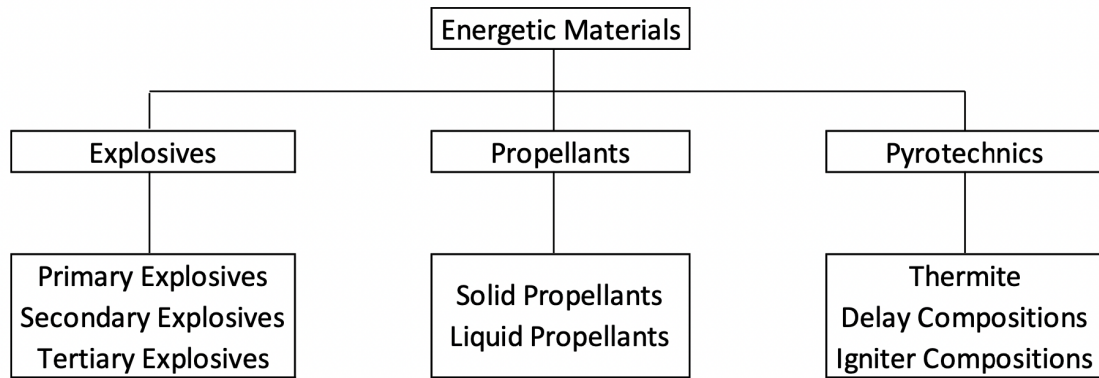 Energetic Materials
Explosives
Propellants
Pyrotechnics
Primary Explosives
Secondary Explosives
Tertiary Explosives
Solid Propellants
Liquid Propellants
Thermite
Delay Compositions
Igniter Compositions